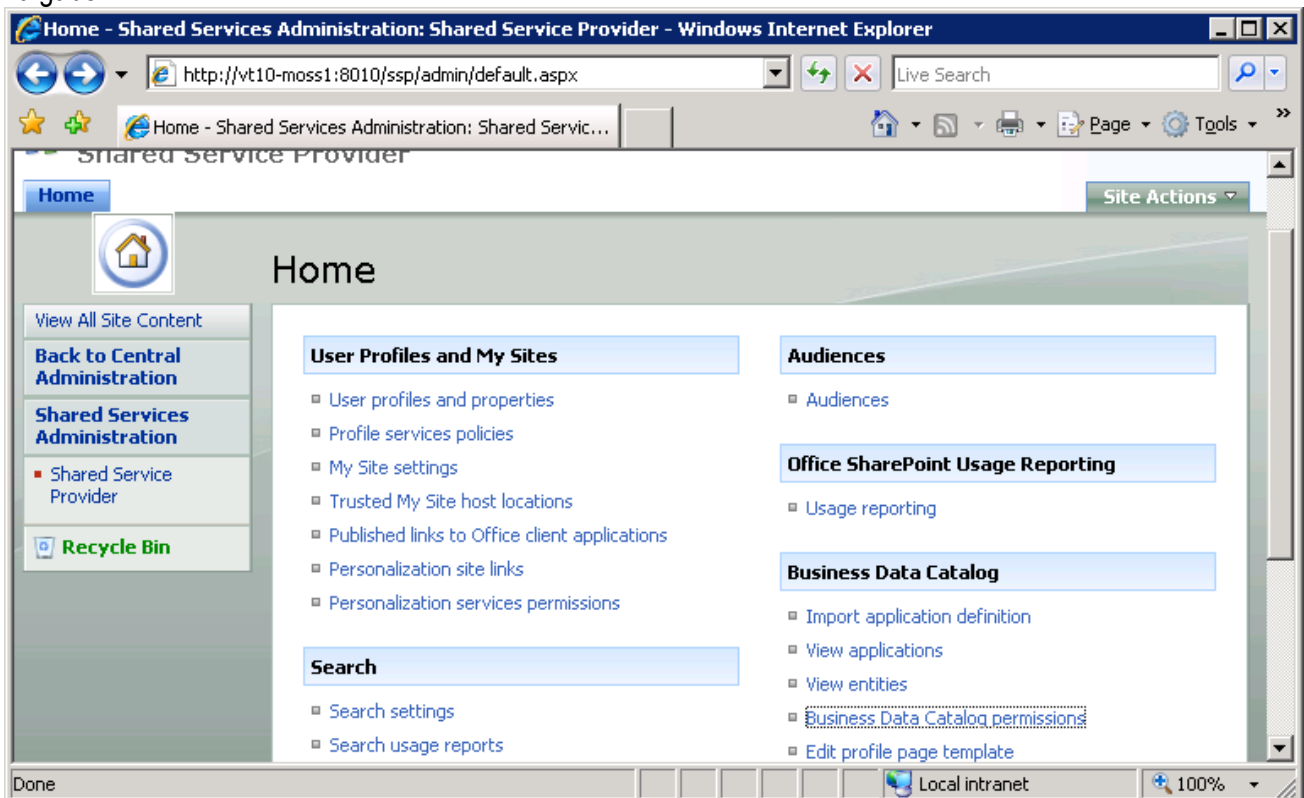 Home - Shared Services Administration: Shared Service Provider - Windows Internet Explorer
http://vt10-moss1:8010/ssp/admin/default.aspx
Live Search
Home - Shared Services Administration: Shared Servic...
Page
Tools
»
Shared Service Provider
Home
Site Actions
Home
View All Site Content
Back to Central
Administration
Shared Services
Administration
Shared Service
Provider
Recycle Bin
User Profiles and My Sites
User profiles and properties
Profile services policies
My Site settings
Trusted My Site host locations
Published links to Office client applications
Personalization site links
Personalization services permissions
Search
Search settings
Search usage reports
Audiences
Audiences
Office SharePoint Usage Reporting
Usage reporting
Business Data Catalog
Import application definition
View applications
View entities
Business Data Catalog permissions
Edit profile page template
Done
Local intranet
100%